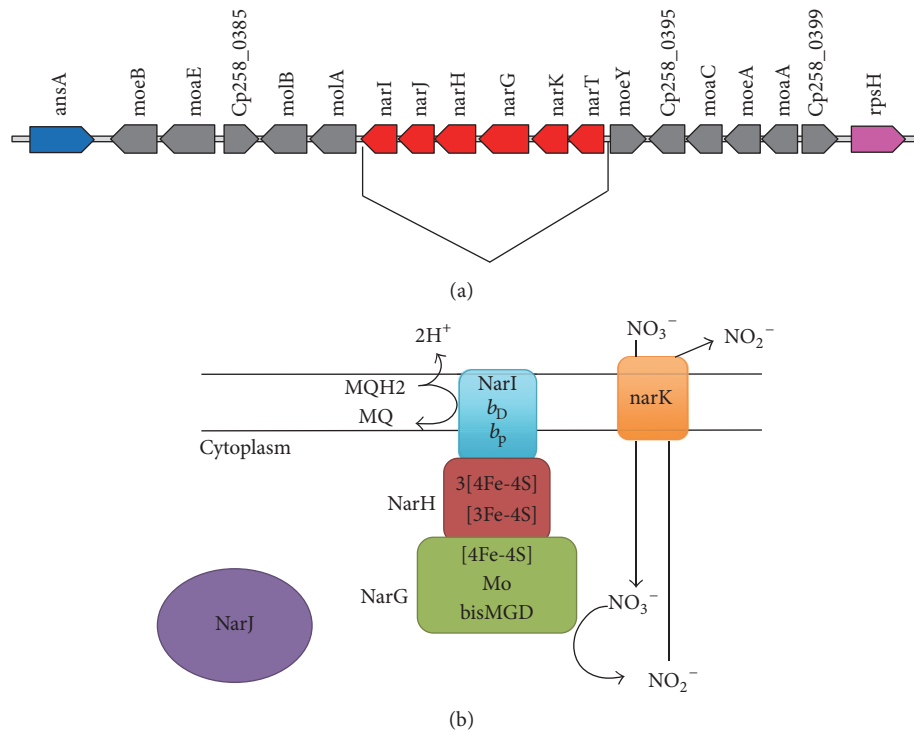 ansA
moeB
moaE
Cp258_0385
molB
molA
narI
narJ
narH
narG
narK
narT
moeY
Cp258_0395
moaC
moeA
moaA
Cp258_0399
rpsH
(a)
2H⁺
NO₃⁻
NO₂⁻
MQH2
NarI
narK
MQ
b_D
b_p
Cytoplasm
3[4Fe-4S]
NarH
[3Fe-4S]
[4Fe-4S]
NarG
Mo
NO₃⁻
bisMGD
NarJ
NO₂⁻
(b)